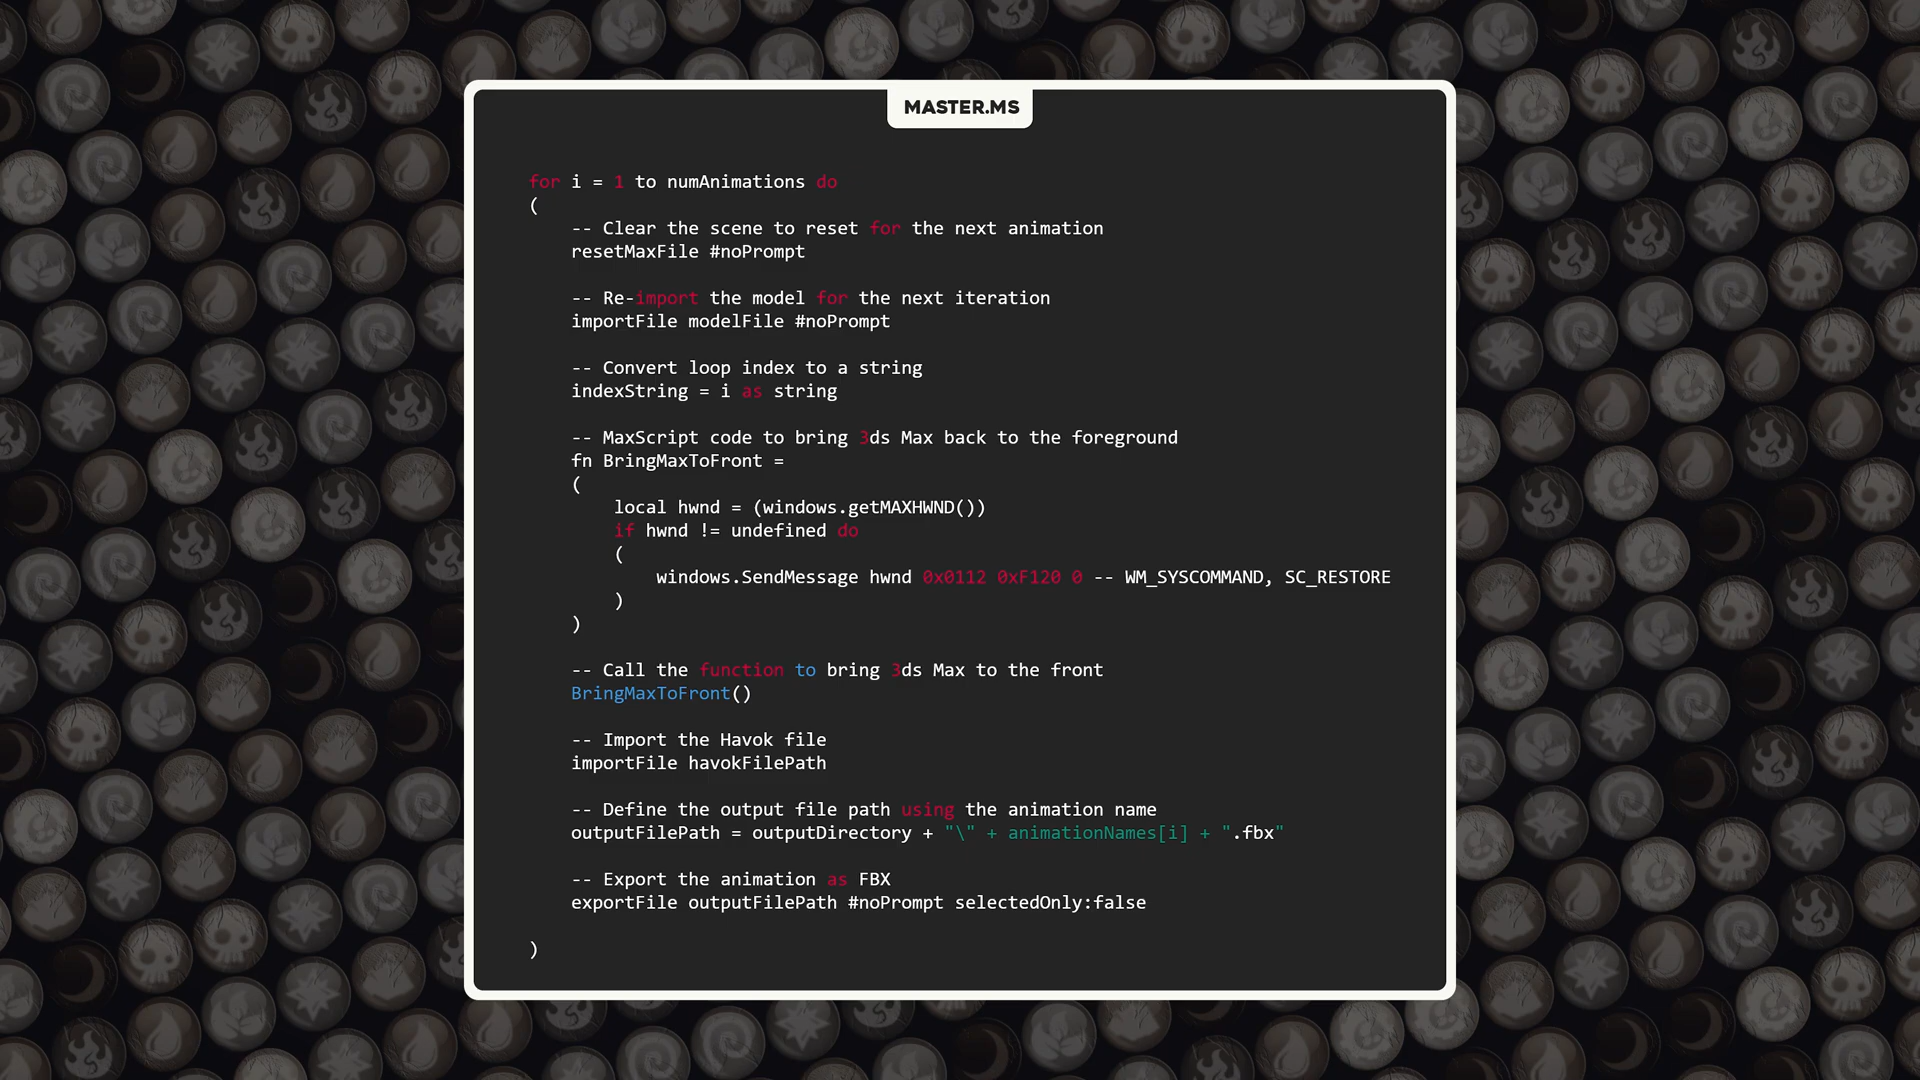 MASTER.MS
for i = 1 to numAnimations do
(
-- Clear the scene to reset for the next animation
resetMaxFile #noPrompt
-- Re-import the model for the next iteration
importFile modelFile #noPrompt
-- Convert loop index to a string
indexString = i as string
-- MaxScript code to bring 3ds Max back to the foreground
fn BringMaxToFront =
(
local hwnd = (windows.getMAXHWND())
if hwnd != undefined do
(
windows.SendMessage hwnd 0x0112 0xF120 0 -- WM_SYSCOMMAND, SC_RESTORE
)
)
-- Call the function to bring 3ds Max to the front
BringMaxToFront()
-- Import the Havok file
importFile havokFilePath
-- Define the output file path using the animation name
outputFilePath = outputDirectory + "\" + animationNames[i] + ".fbx"
-- Export the animation as FBX
exportFile outputFilePath #noPrompt selectedOnly:false
)